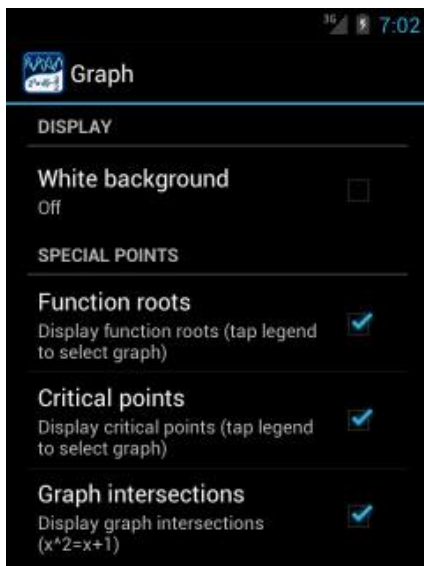 3G 7:02
Graph
DISPLAY
White background
Off
SPECIAL POINTS
Function roots
Display function roots (tap legend
to select graph)
Critical points
Display critical points (tap legend
to select graph)
Graph intersections
Display graph intersections
(x^2=x+1)